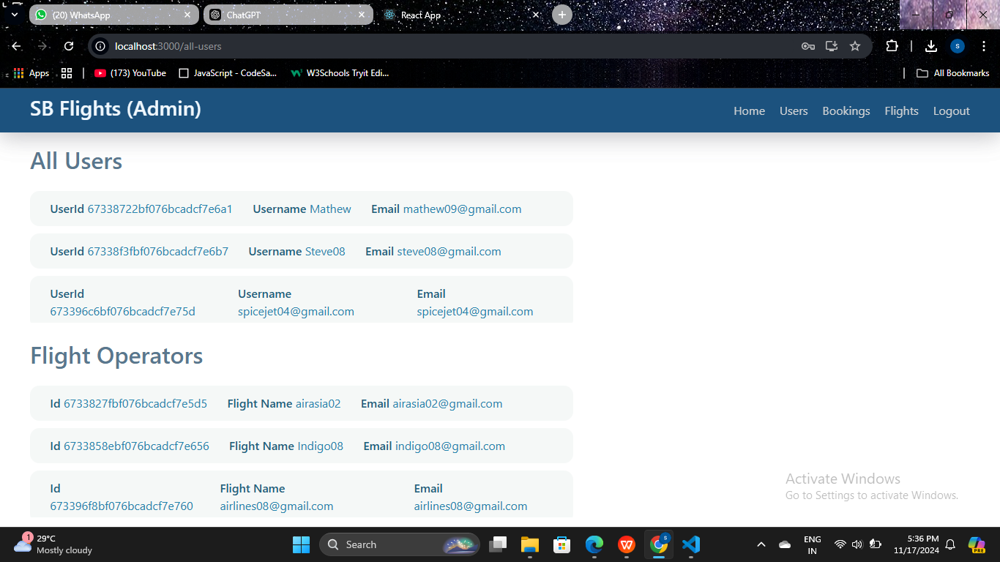 (20) WhatsApp
ChatGPT
React App
localhost:3000/all-users
Apps
(173) YouTube
JavaScript - CodeSa...
W3Schools Tryit Edi...
All Bookmarks
SB Flights (Admin)
Home Users Bookings Flights Logout
All Users
UserId 67338722bf076bcadcf7e6a1 Username Mathew Email mathew09@gmail.com
UserId 67338f3fbf076bcadcf7e6b7 Username Steve08 Email steve08@gmail.com
UserId Username Email
673396c6bf076bcadcf7e75d spicejet04@gmail.com spicejet04@gmail.com
Flight Operators
Id 6733827fbf076bcadcf7e5d5 Flight Name airasia02 Email airasia02@gmail.com
Id 6733858ebf076bcadcf7e656 Flight Name Indigo08 Email indigo08@gmail.com
Id Flight Name Email
673396f8bf076bcadcf7e760 airlines08@gmail.com airlines08@gmail.com
Activate Windows
Go to Settings to activate Windows.
1
29°C
Mostly cloudy
Search
ENG
IN
5:36 PM
11/17/2024
PRE